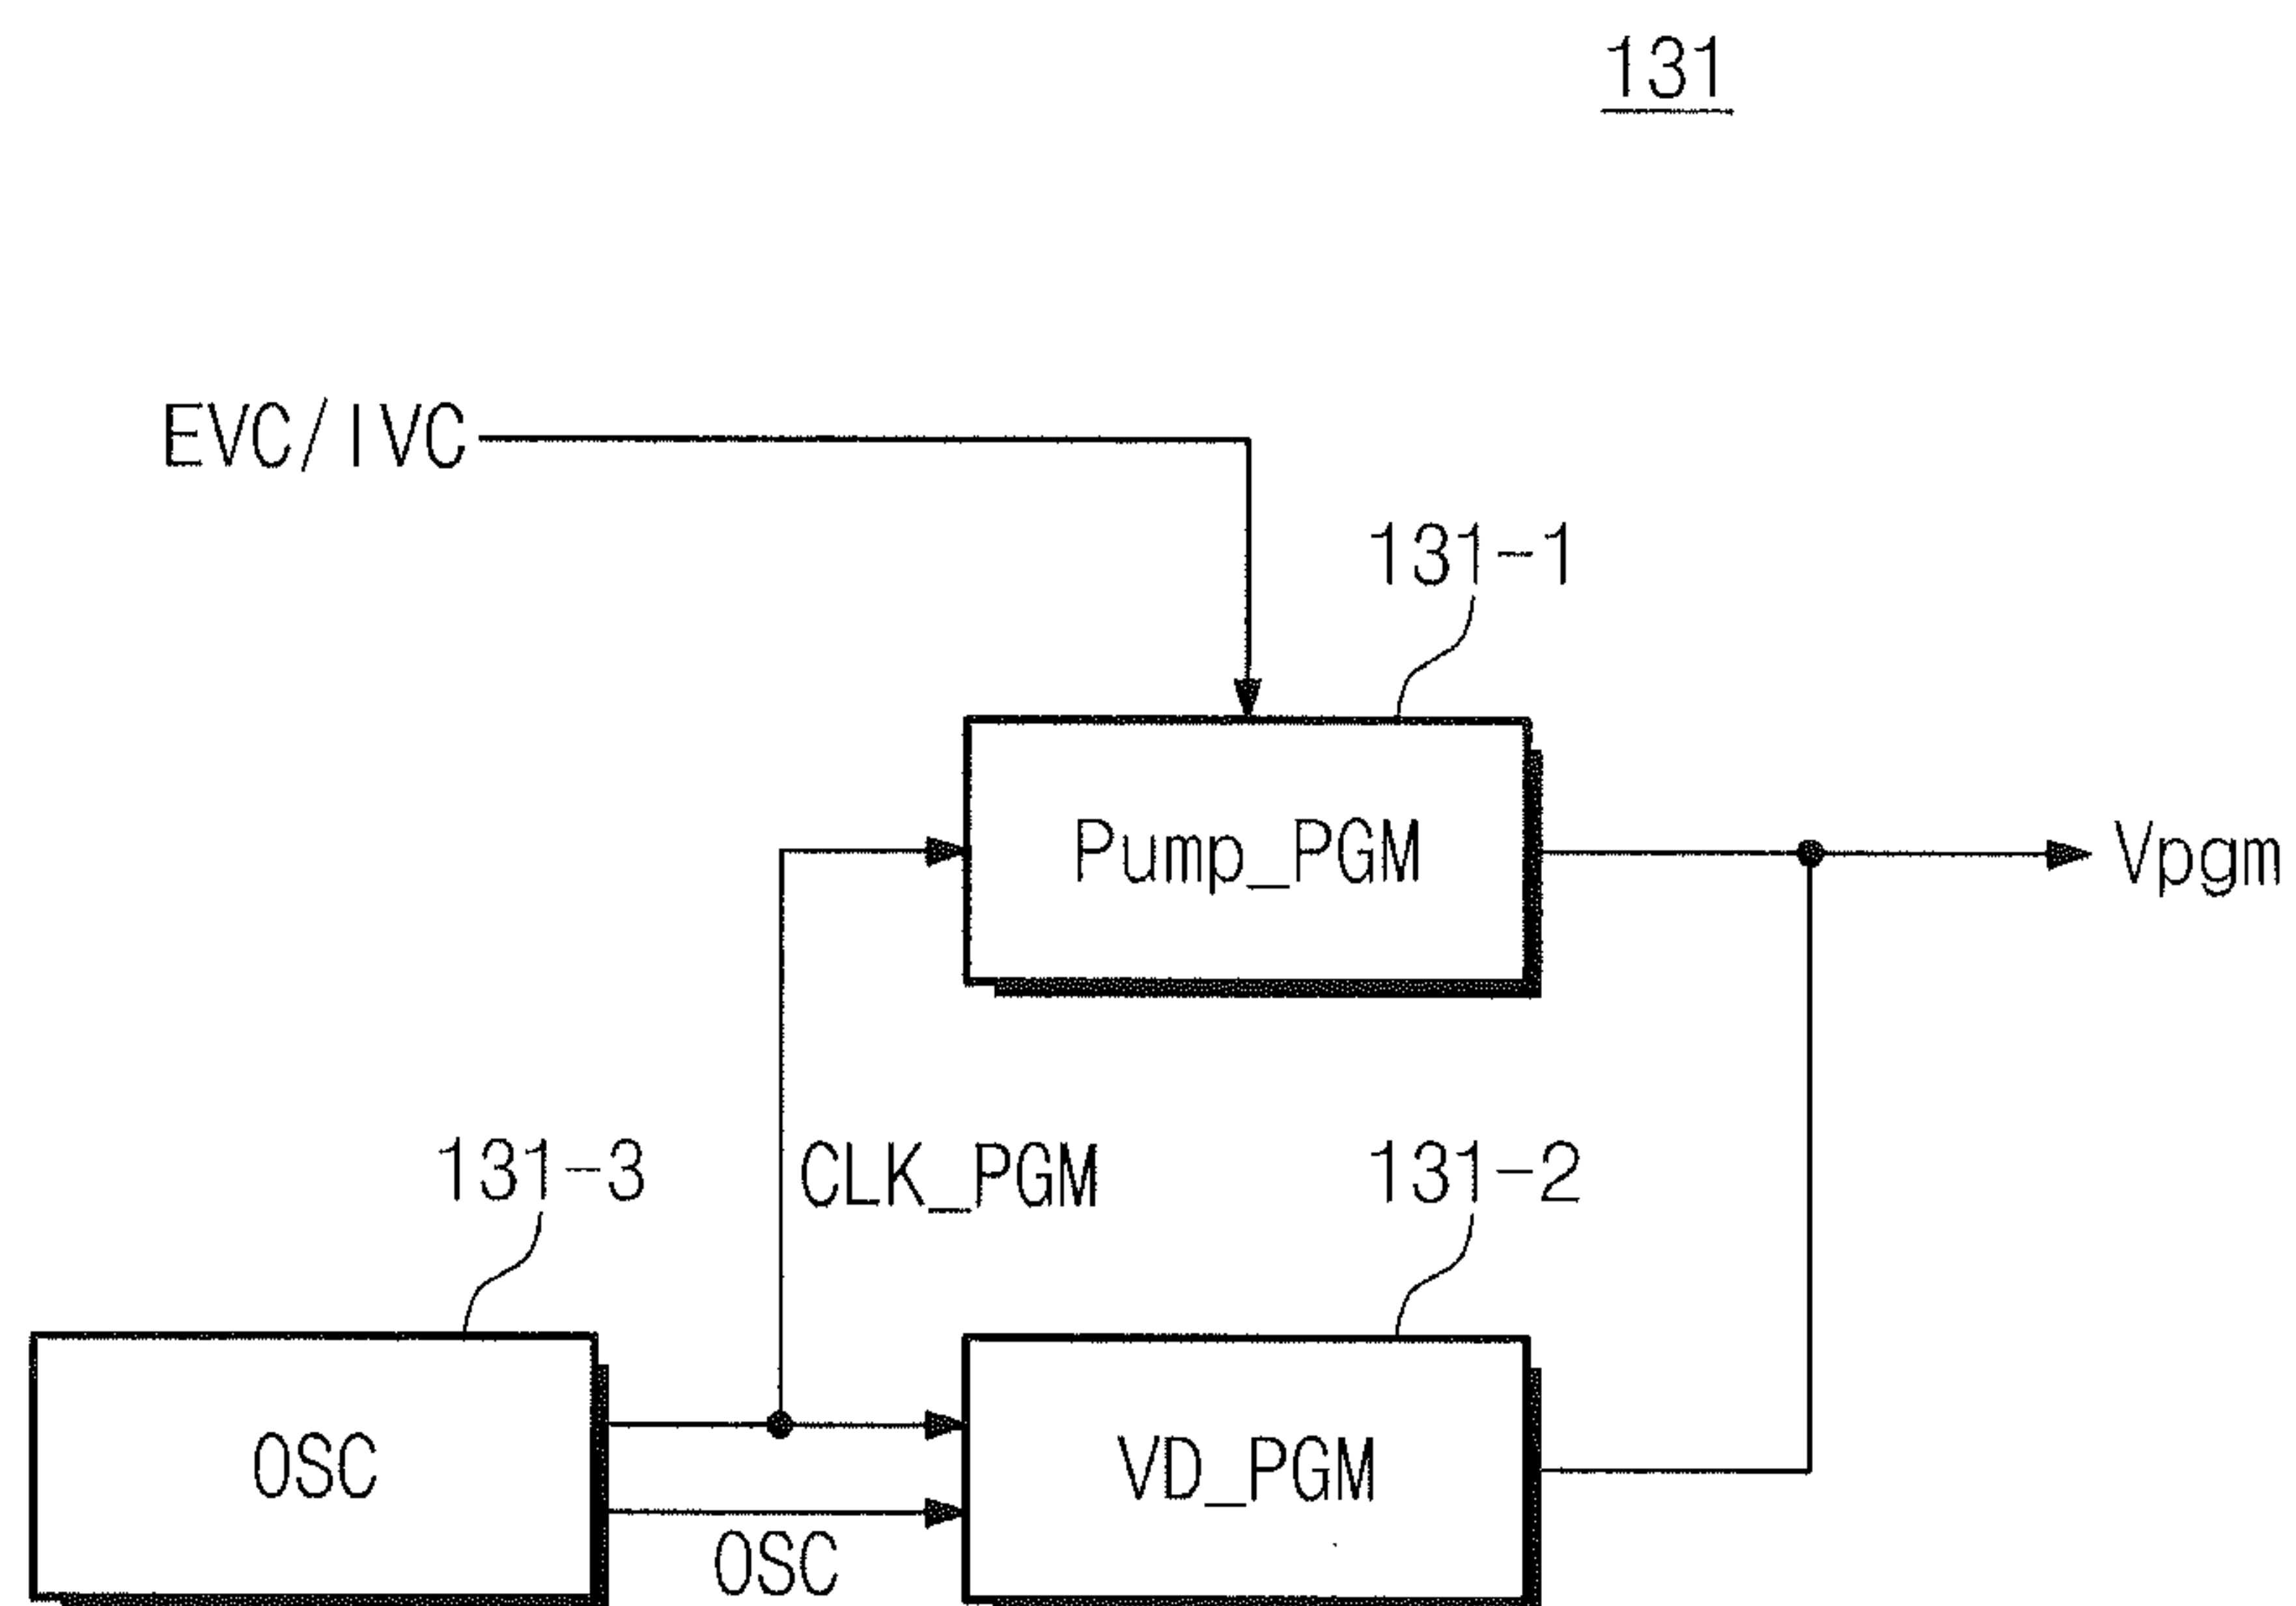 131
EVC/IVC
131-1
Pump_PGM
Vpgm
131-3
CLK_PGM
131-2
OSC
VD_PGM
OSC